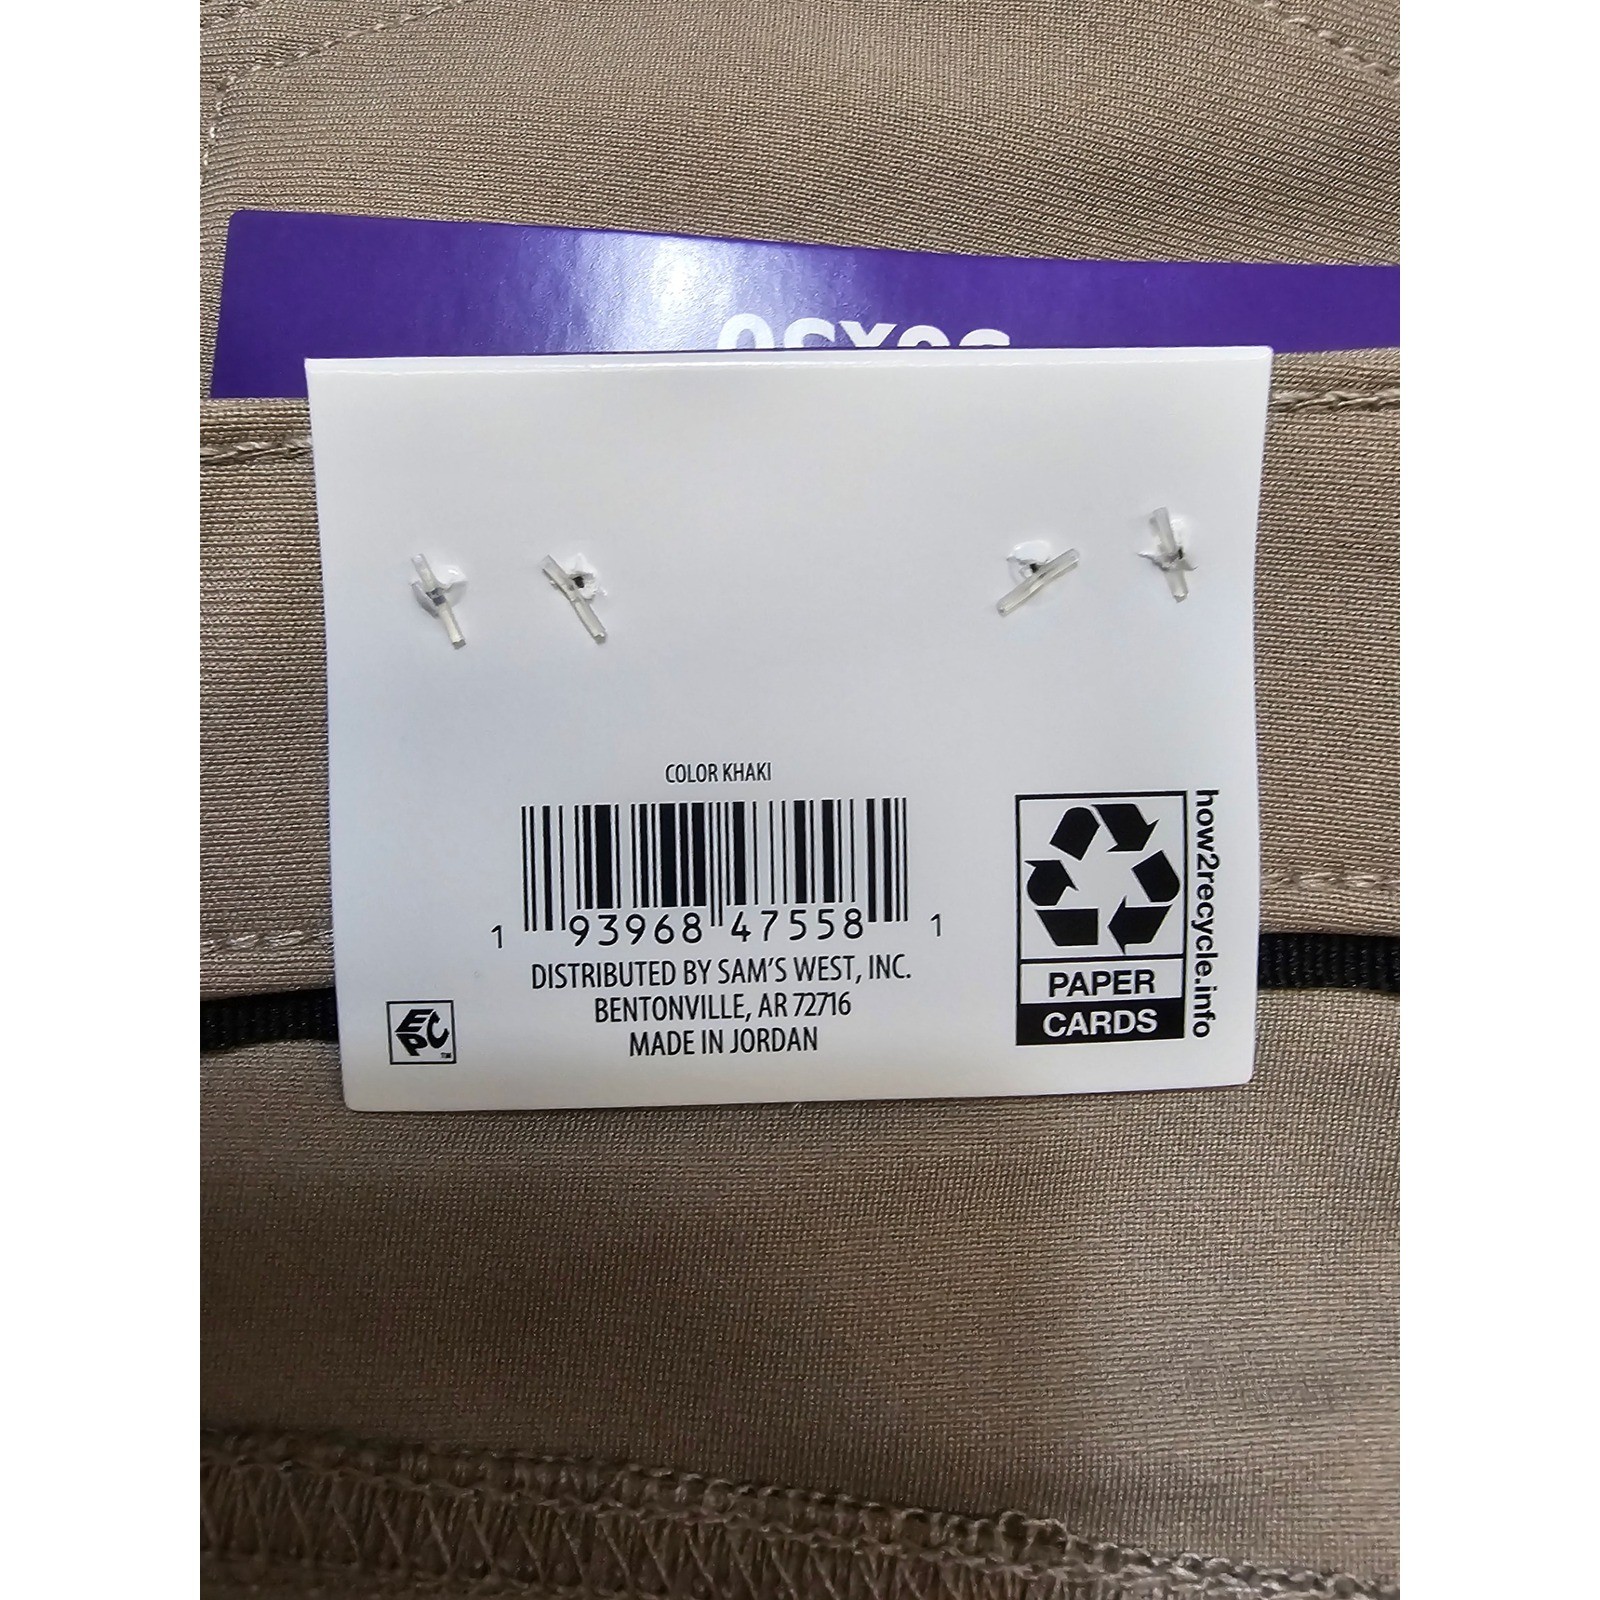 COLOR KHAKI
1 93968 47558 1
DISTRIBUTED BY SAM'S WEST, INC.
BENTONVILLE, AR 72716
MADE IN JORDAN
EPC™
PAPER
CARDS
how2recycle.info